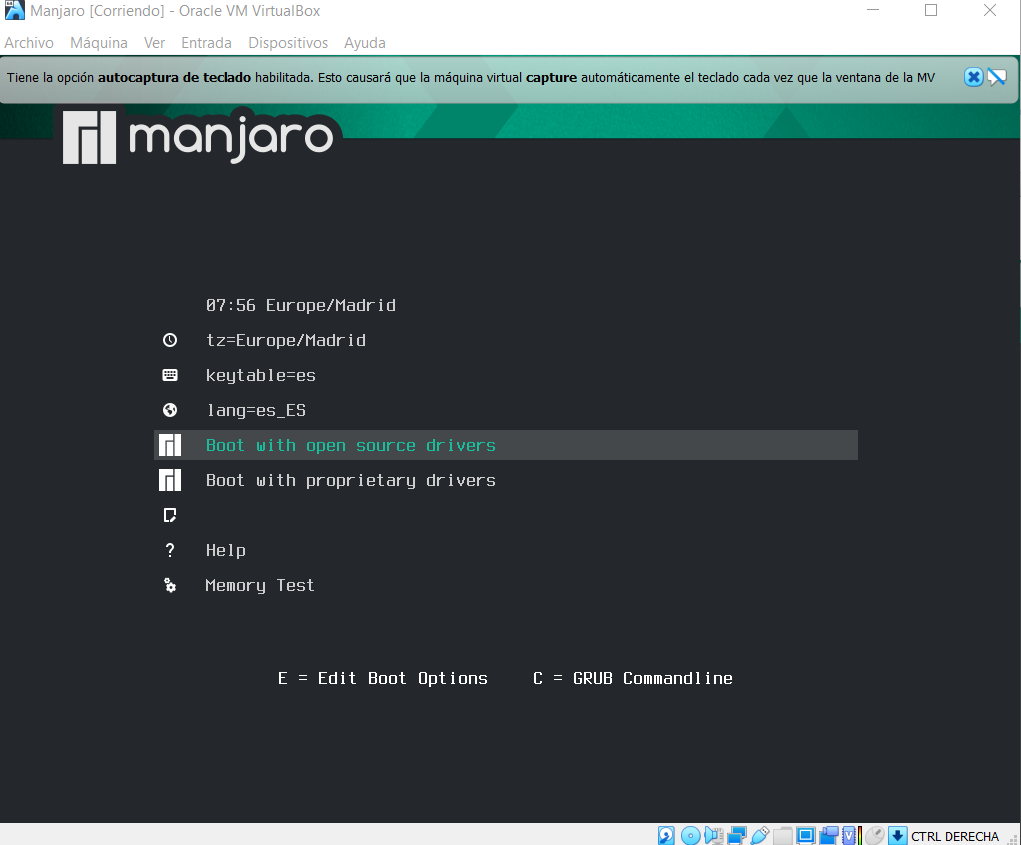 Manjaro [Corriendo] - Oracle VM VirtualBox
Archivo Máquina Ver Entrada Dispositivos Ayuda
Tiene la opción autocaptura de teclado habilitada. Esto causará que la máquina virtual capture automáticamente el teclado cada vez que la ventana de la MV
manjaro
07:56 Europe/Madrid
tz=Europe/Madrid
keytable=es
lang=es_ES
Boot with open source drivers
Boot with proprietary drivers
? Help
Memory Test
E = Edit Boot Options C = GRUB Commandline
CTRL DERECHA